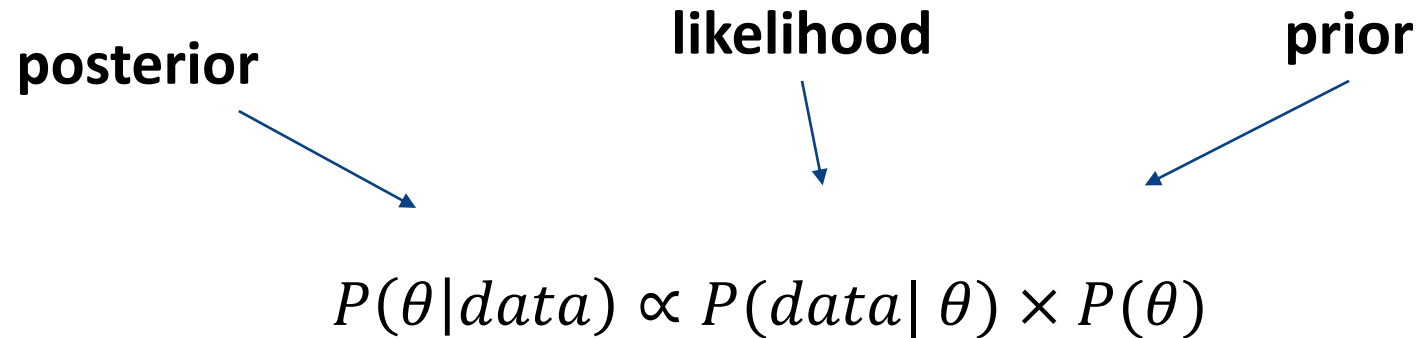 posterior
likelihood
prior
P(θ|data) ∝ P(data| θ) × P(θ)